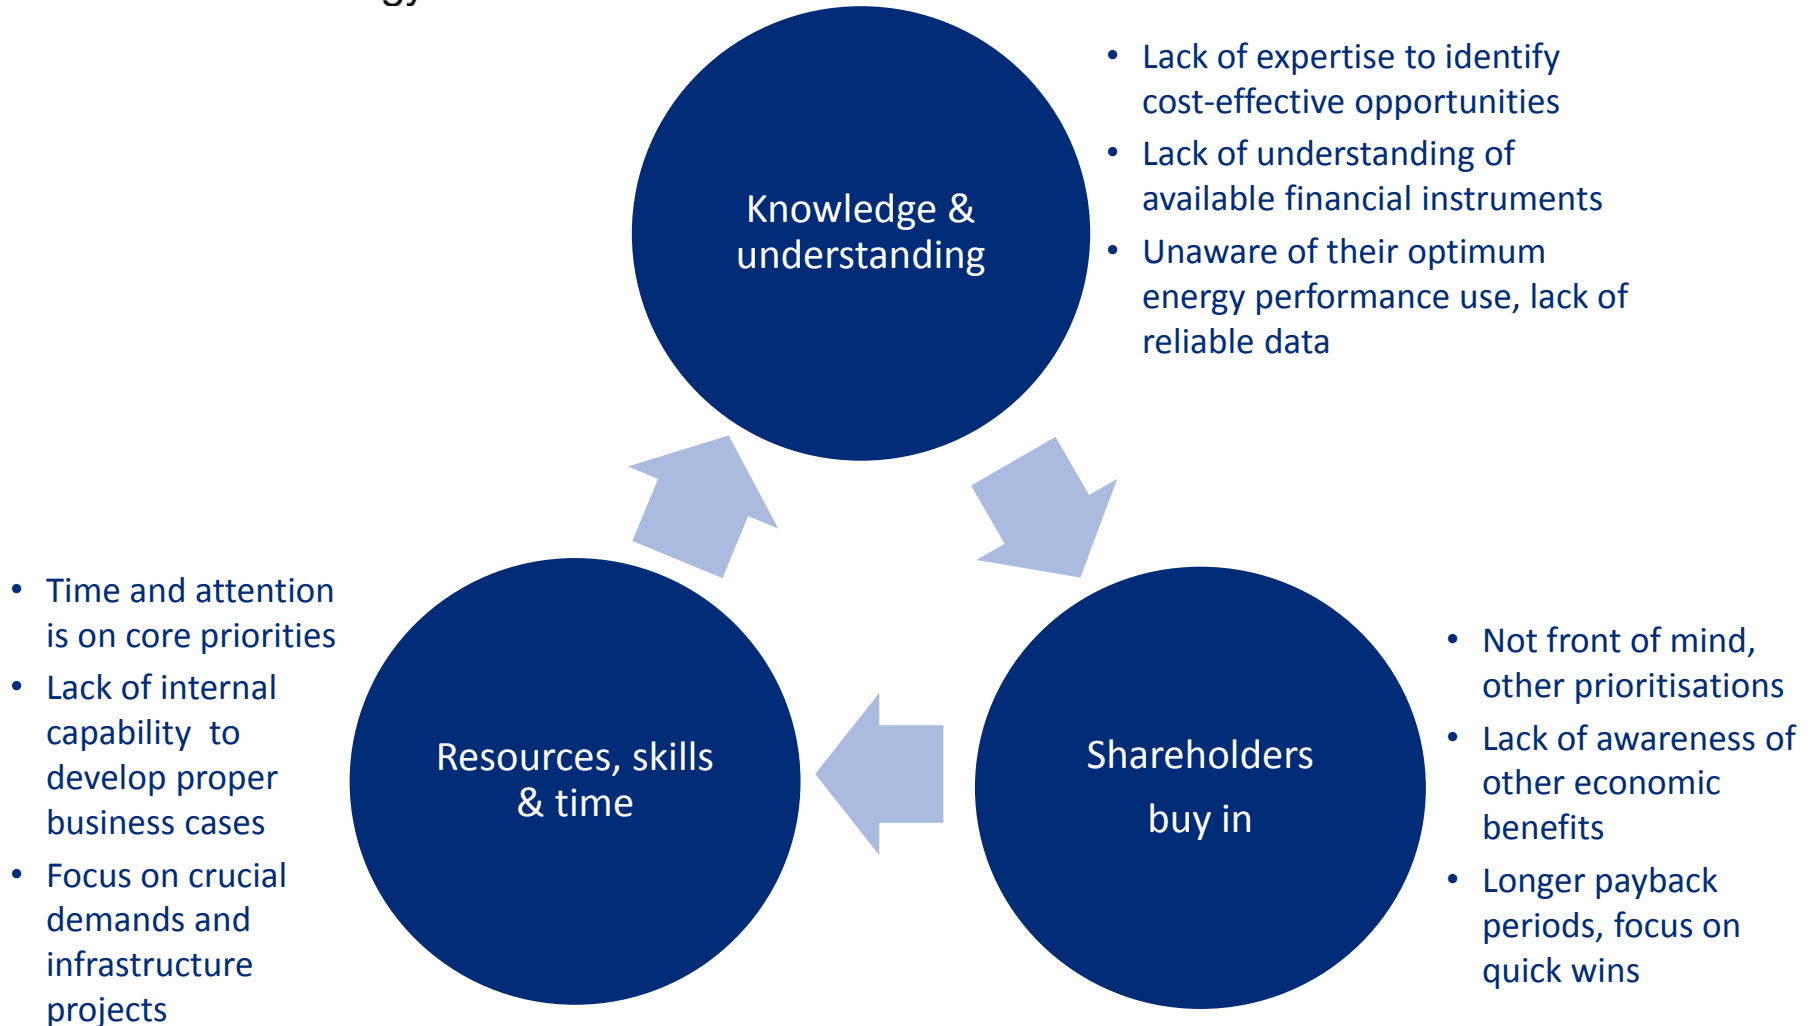 • Lack of expertise to identify
cost-effective opportunities
• Lack of understanding of
available financial instruments
• Unaware of their optimum
energy performance use, lack of
reliable data
Knowledge &
understanding
• Not front of mind,
other prioritisations
• Lack of awareness of
other economic
benefits
• Longer payback
periods, focus on
quick wins
Shareholders
buy in
Resources, skills
& time
• Time and attention
is on core priorities
• Lack of internal
capability  to
develop proper
business cases
• Focus on crucial
demands and
infrastructure
projects